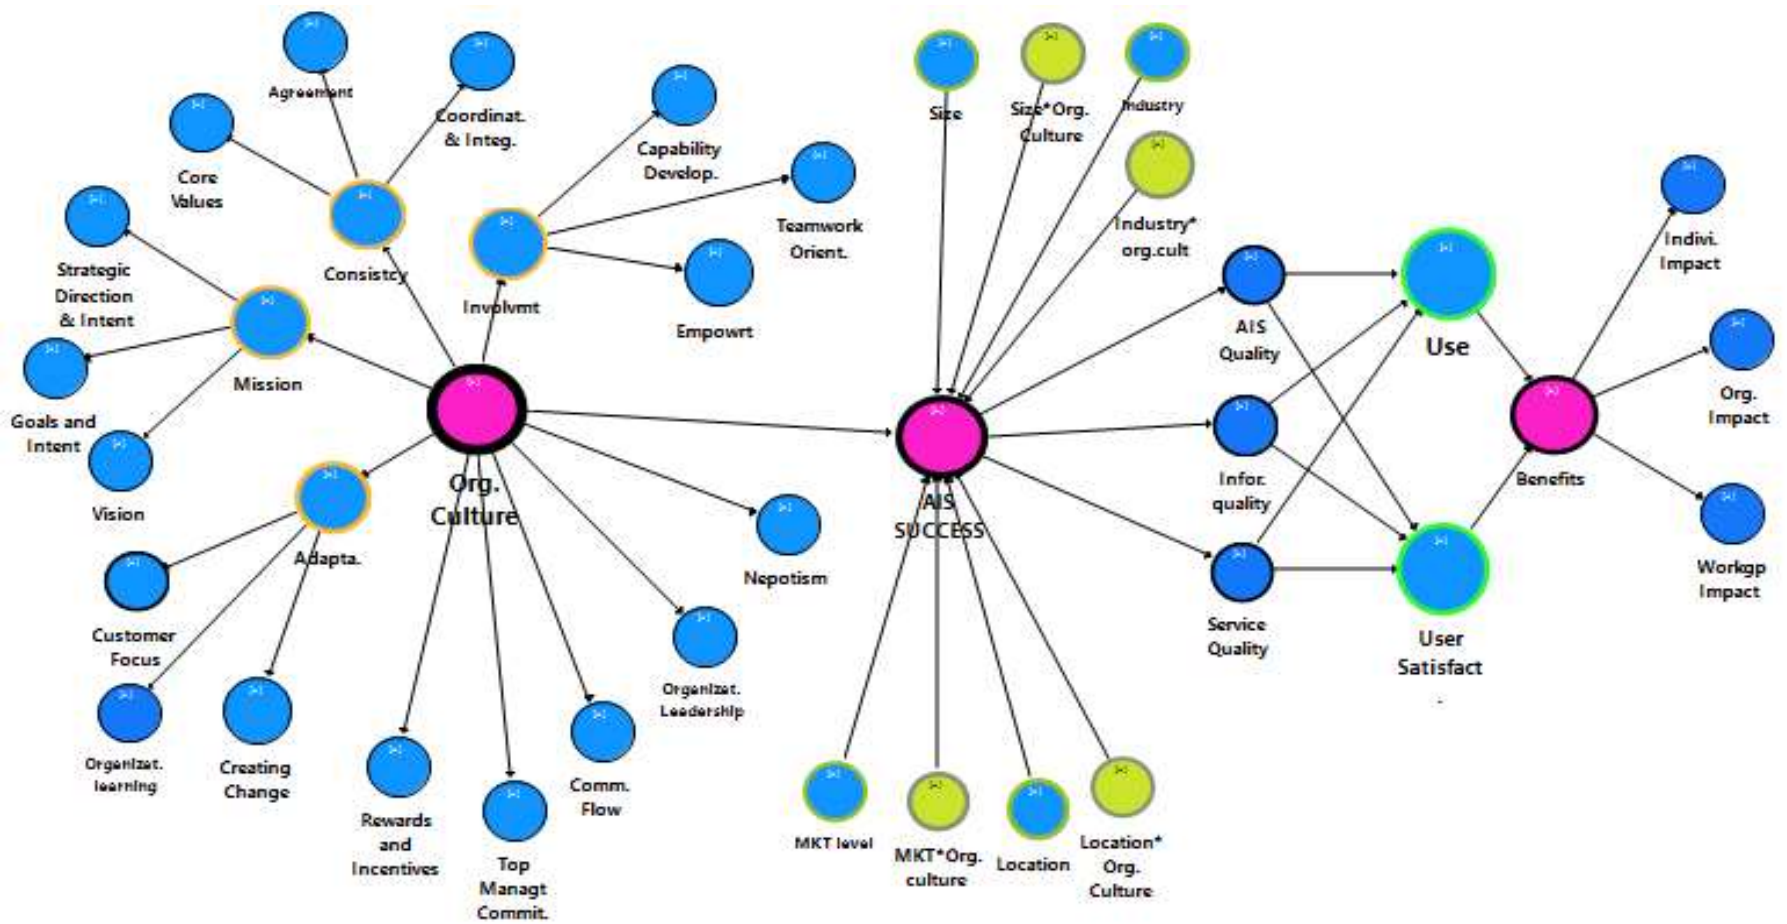 Agreement
Coordinat.
& Integ.
Core
Values
Capability
Develop.
Teamwork
Orient.
Strategic
Direction
& Intent
Consistcy
Involvmt
Empowrt
Mission
Goals and
Intent
Vision
Org.
Culture
Adapta.
Customer
Focus
Organizat.
learning
Creating
Change
Rewards
and
Incentives
Top
Managt
Commit.
Comm.
Flow
Organizat.
Leadership
Nepotism
Size
Size*Org.
Culture
Industry
Industry*
org.cult
AIS
SUCCESS
MKT level
MKT*Org.
culture
Location
Location*
Org.
Culture
AIS
Quality
Infor.
quality
Service
Quality
Use
User
Satisfact
.
Benefits
Indivi.
Impact
Org.
Impact
Workgp
Impact